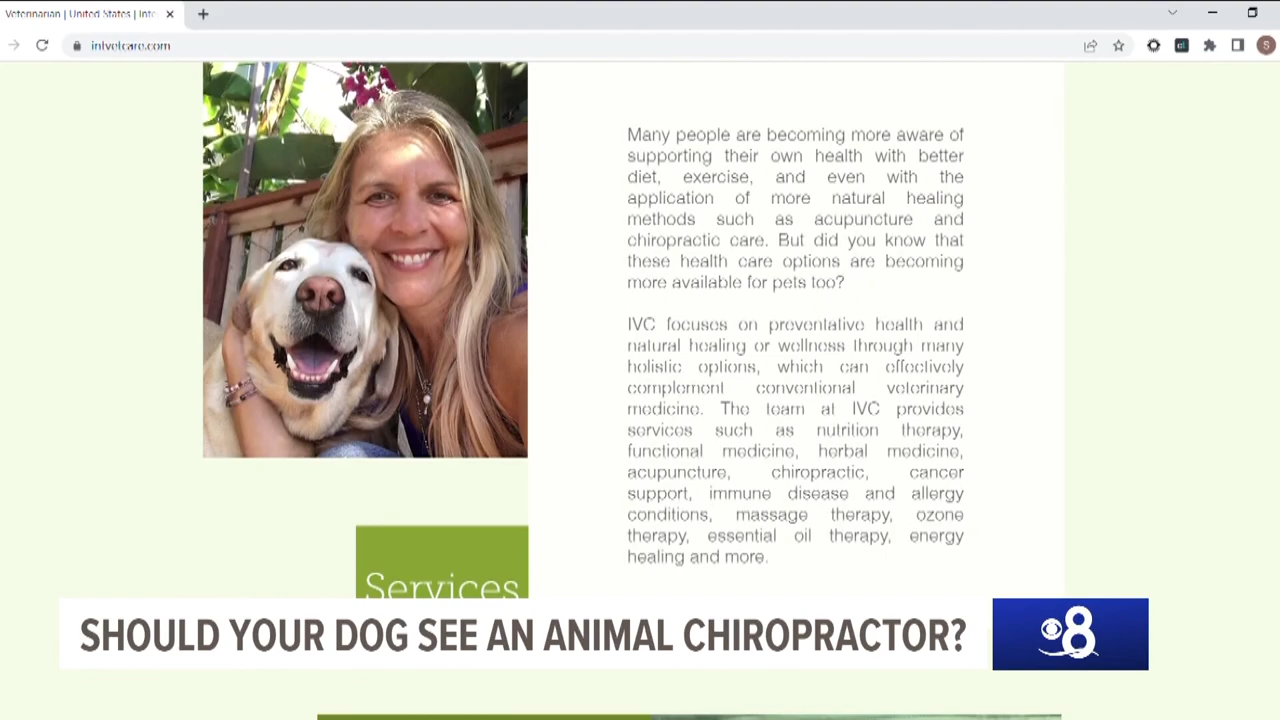 Veterinarian | United States | Inte
intvetcare.com
S
Many people are becoming more aware of
supporting their own health with better
diet, exercise, and even with the
application of more natural healing
methods such as acupuncture and
chiropractic care. But did you know that
these health care options are becoming
more available for pets too?
IVC focuses on preventative health and
natural healing or wellness through many
holistic options, which can effectively
complement conventional veterinary
medicine. The team at IVC provides
services such as nutrition therapy,
functional medicine, herbal medicine,
acupuncture, chiropractic, cancer
support, immune disease and allergy
conditions, massage therapy, ozone
therapy, essential oil therapy, energy
healing and more.
Services
SHOULD YOUR DOG SEE AN ANIMAL CHIROPRACTOR?
8